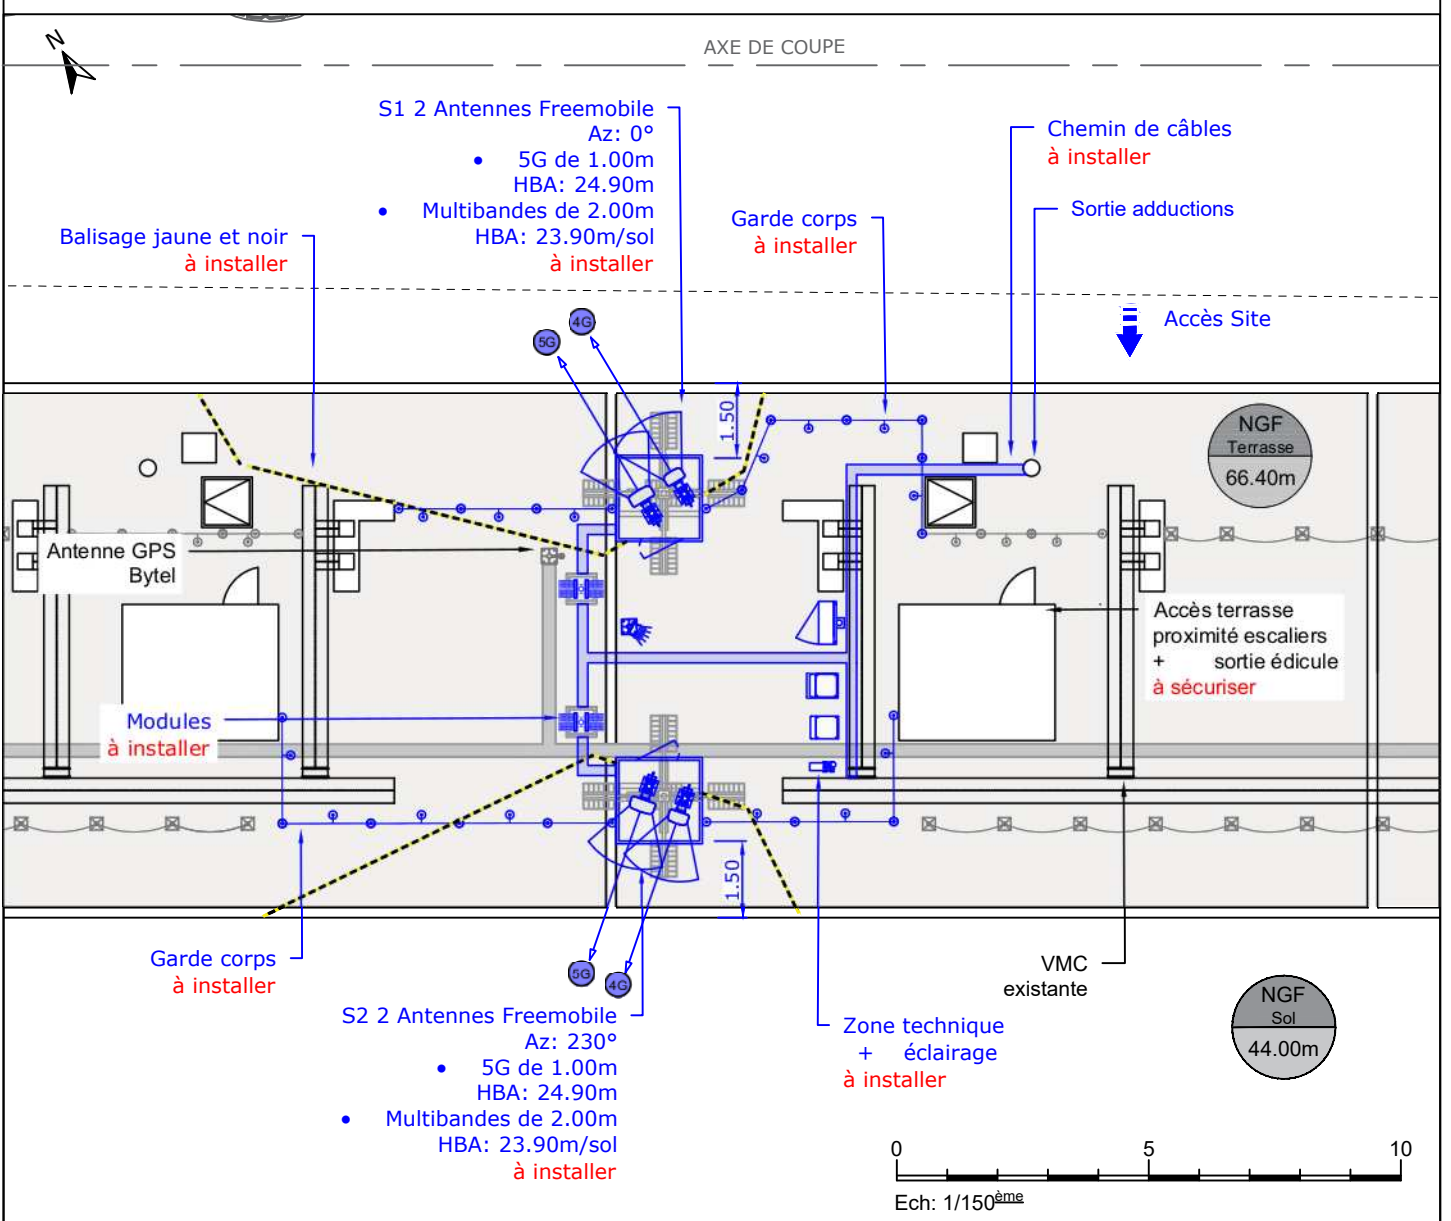 N
AXE DE COUPE
S1 2 Antennes Freemobile
Az: 0°
• 5G de 1.00m
HBA: 24.90m
• Multibandes de 2.00m
HBA: 23.90m/sol
à installer
Chemin de câbles
à installer
Sortie adductions
Garde corps
à installer
Balisage jaune et noir
à installer
Accès Site
4G
5G
1.50
NGF
Terrasse
66.40m
Antenne GPS
Bytel
Accès terrasse
proximité escaliers
+ sortie édicule
à sécuriser
Modules
à installer
1.50
Garde corps
à installer
5G
4G
VMC
existante
NGF
Sol
44.00m
S2 2 Antennes Freemobile
Az: 230°
• 5G de 1.00m
HBA: 24.90m
• Multibandes de 2.00m
HBA: 23.90m/sol
à installer
Zone technique
+ éclairage
à installer
0 5 10
Ech: 1/150ème